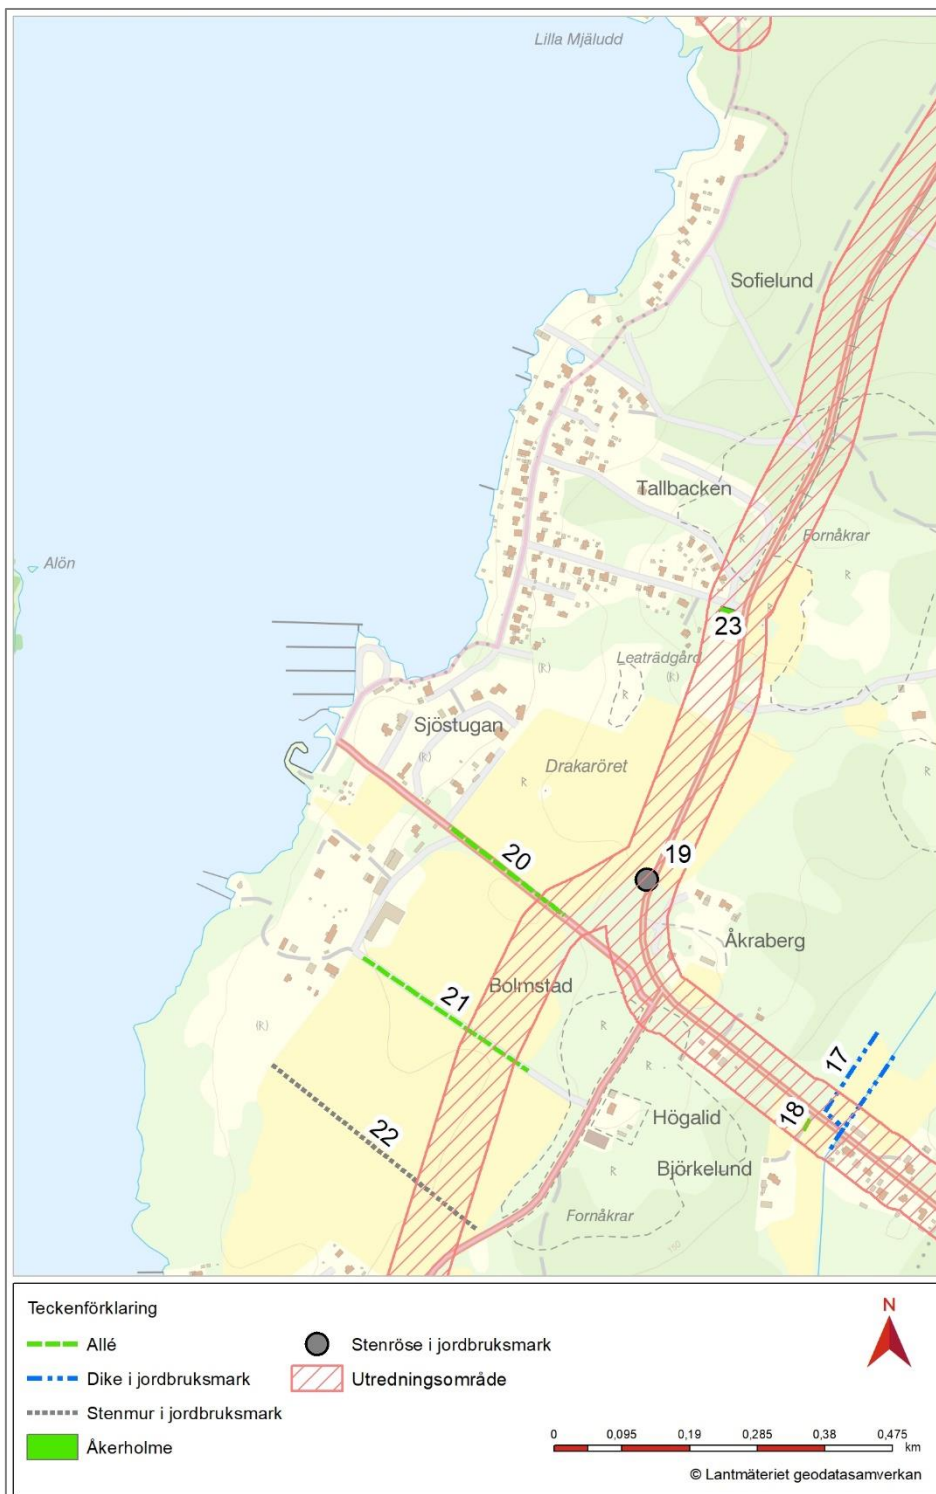 Lilla Mjäludd
Sofielund
Tallbacken
Fornåkrar
R
R
Alön
23
Leaträdgård
(R)
(R)
R
Sjöstugan
(R)
Drakaröret
R
R
20
19
Åkraberg
21
Bolmstad
(R)
R
R
17
18
22
Högalid
Björkelund
R
Fornåkrar
150
Teckenförklaring
Allé
Dike i jordbruksmark
Stenmur i jordbruksmark
Åkerholme
Stenröse i jordbruksmark
Utredningsområde
N
0 0,095 0,19 0,285 0,38 0,475
km
© Lantmäteriet geodatasamverkan